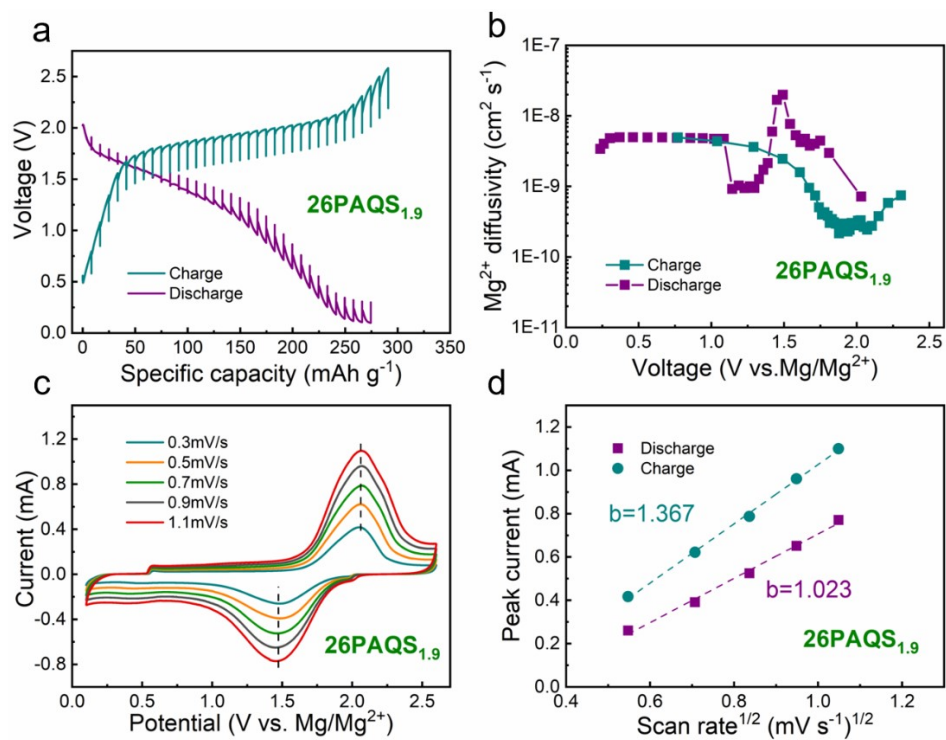 a
Voltage (V)
2.5
2.0
1.5
1.0
0.5
0.0
26PAQS1.9
Charge
Discharge
0 50 100 150 200 250 300 350
Specific capacity (mAh g-1)
b
Mg2+ diffusivity (cm2 s-1)
1E-7
1E-8
1E-9
1E-10
1E-11
Charge
Discharge
26PAQS1.9
0.0 0.5 1.0 1.5 2.0 2.5
Voltage (V vs.Mg/Mg2+)
c
Current (mA)
1.2
0.8
0.4
0.0
-0.4
-0.8
0.3mV/s
0.5mV/s
0.7mV/s
0.9mV/s
1.1mV/s
26PAQS1.9
0.0 0.5 1.0 1.5 2.0 2.5
Potential (V vs. Mg/Mg2+)
d
Peak current (mA)
1.2
1.0
0.8
0.6
0.4
0.2
0.0
Discharge
Charge
b=1.367
b=1.023
26PAQS1.9
0.4 0.6 0.8 1.0 1.2
Scan rate1/2 (mV s-1)1/2